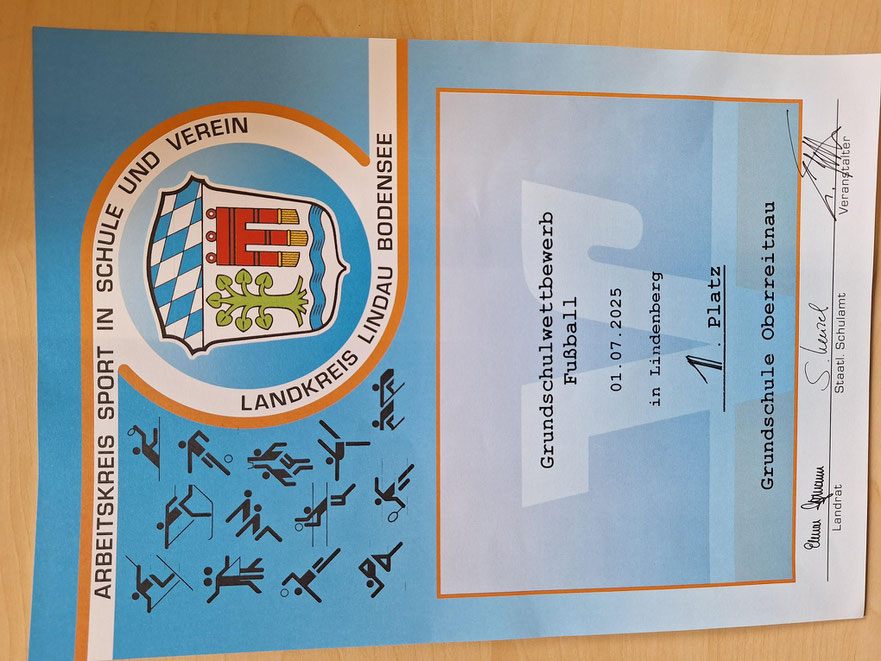 ARBEITSKREIS SPORT IN SCHULE UND VEREIN
LANDKREIS LINDAU BODENSEE
Grundschulwettbewerb
Fußball
01.07.2025
in Lindenberg
1. Platz
Grundschule Oberreitnau
Landrat
Staatl. Schulamt
Veranstalter